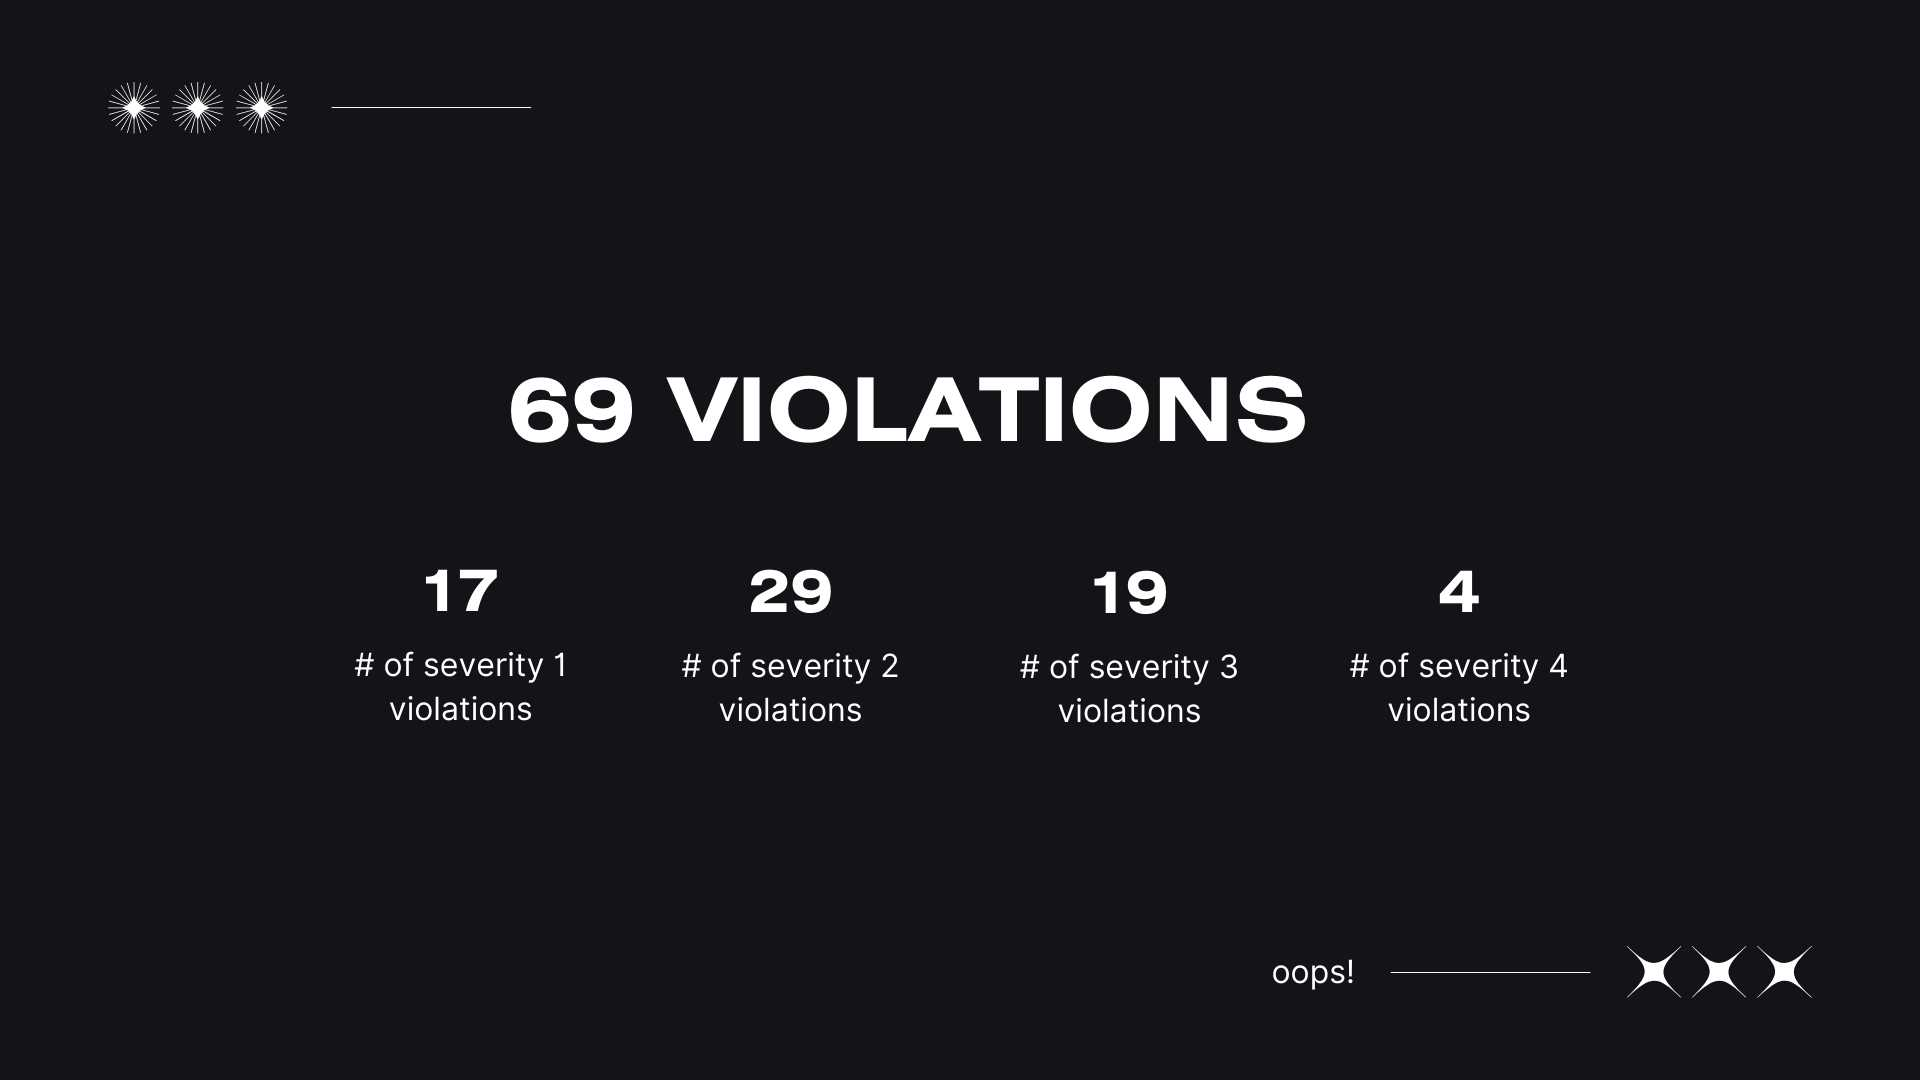 69 VIOLATIONS
17
# of severity 1
violations
29
# of severity 2
violations
19
# of severity 3
violations
4
# of severity 4
violations
oops!